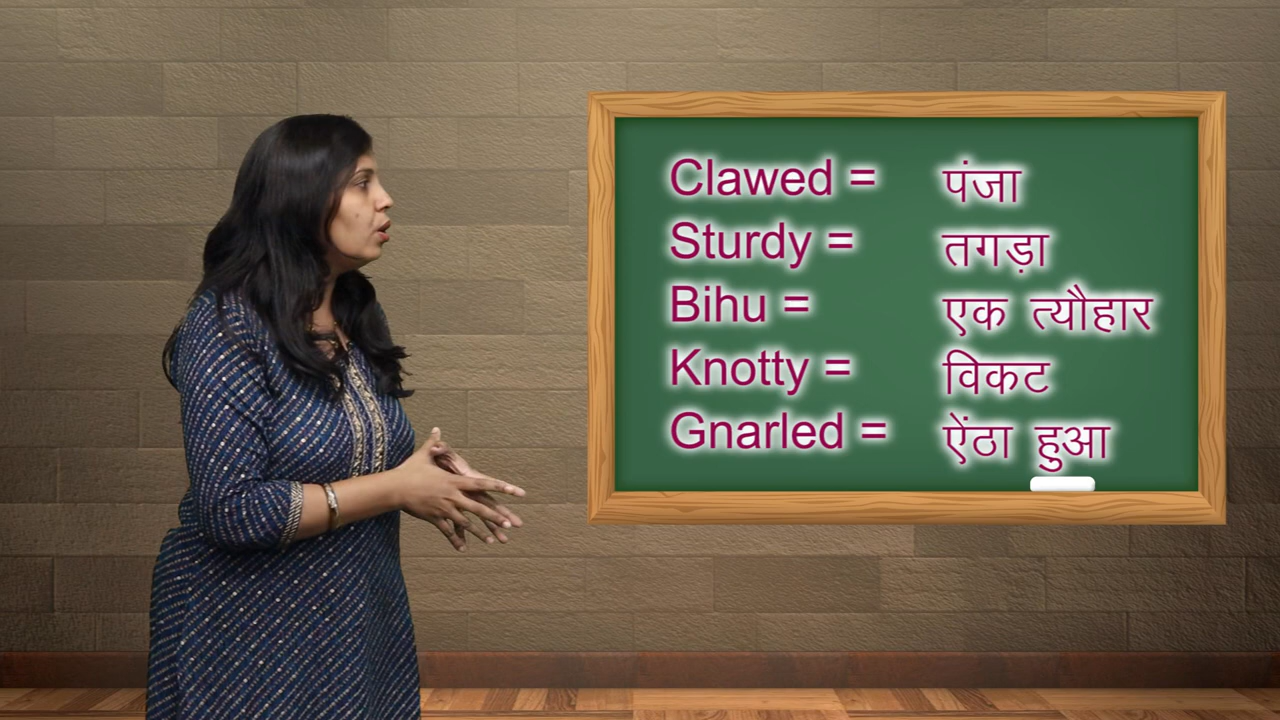 Clawed = पंजा
Sturdy = तगड़ा
Bihu = एक त्यौहार
Knotty = विकट
Gnarled = ऐंठा हुआ